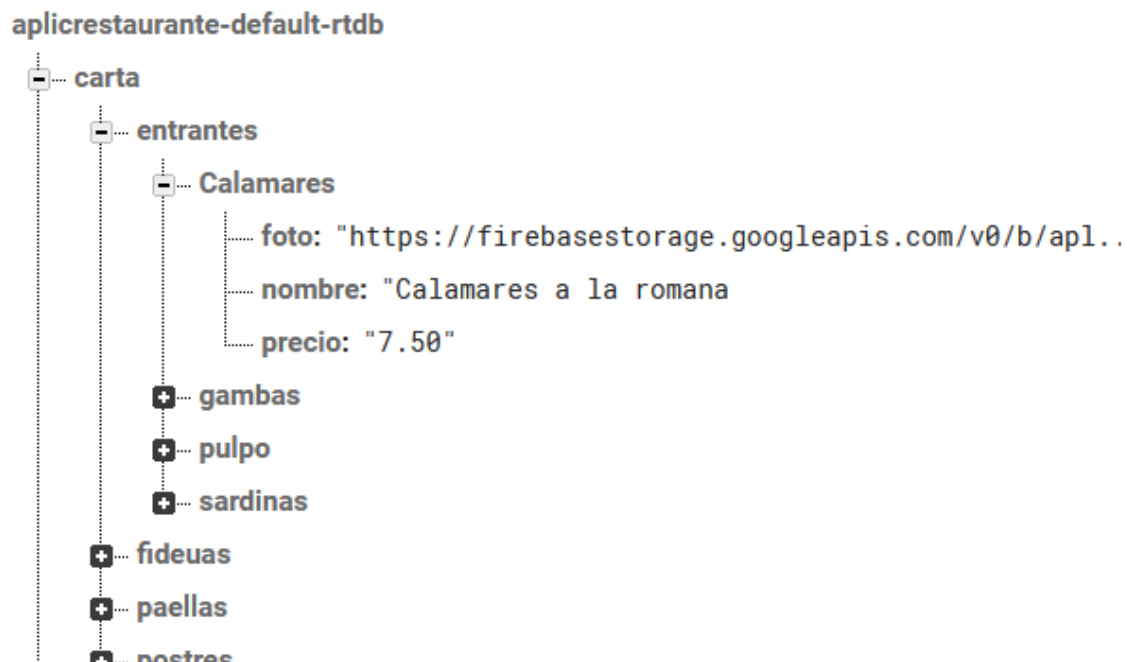 aplicrestaurante-default-rtdb
carta
entrantes
Calamares
foto: "https://firebasestorage.googleapis.com/v0/b/apl..
nombre: "Calamares a la romana
precio: "7.50"
gambas
pulpo
sardinas
fideuas
paellas
postres